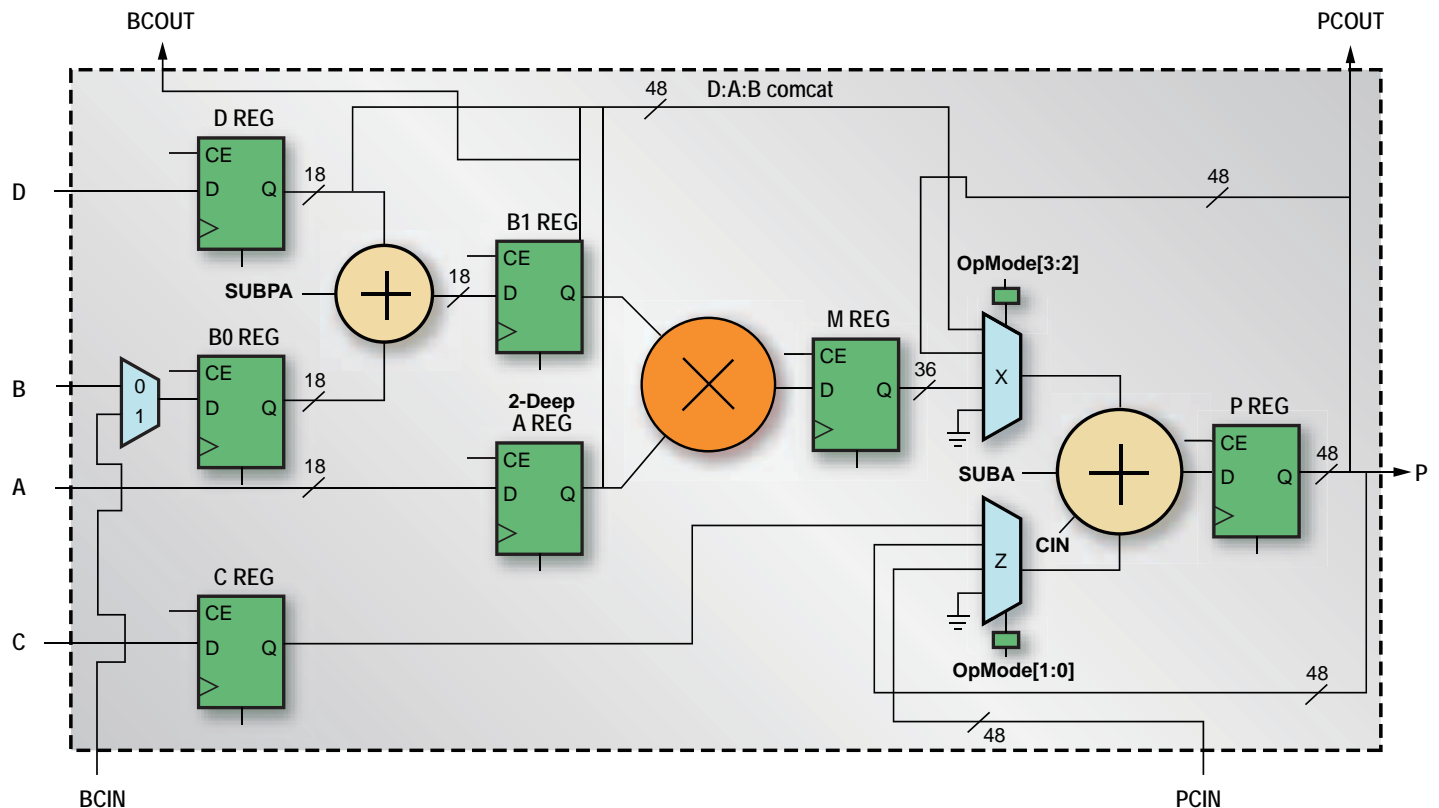 BCOUT
PCOUT
48
D:A:B comcat
D REG
CE
D
Q
18
D
48
B1 REG
CE
D
Q
18
SUBPA
OpMode[3:2]
B0 REG
CE
D
Q
18
B
0
1
M REG
CE
D
Q
36
X
2-Deep
A REG
CE
D
Q
18
A
P REG
CE
D
Q
48
P
SUBA
CIN
Z
C REG
CE
D
Q
C
OpMode[1:0]
48
48
BCIN
PCIN